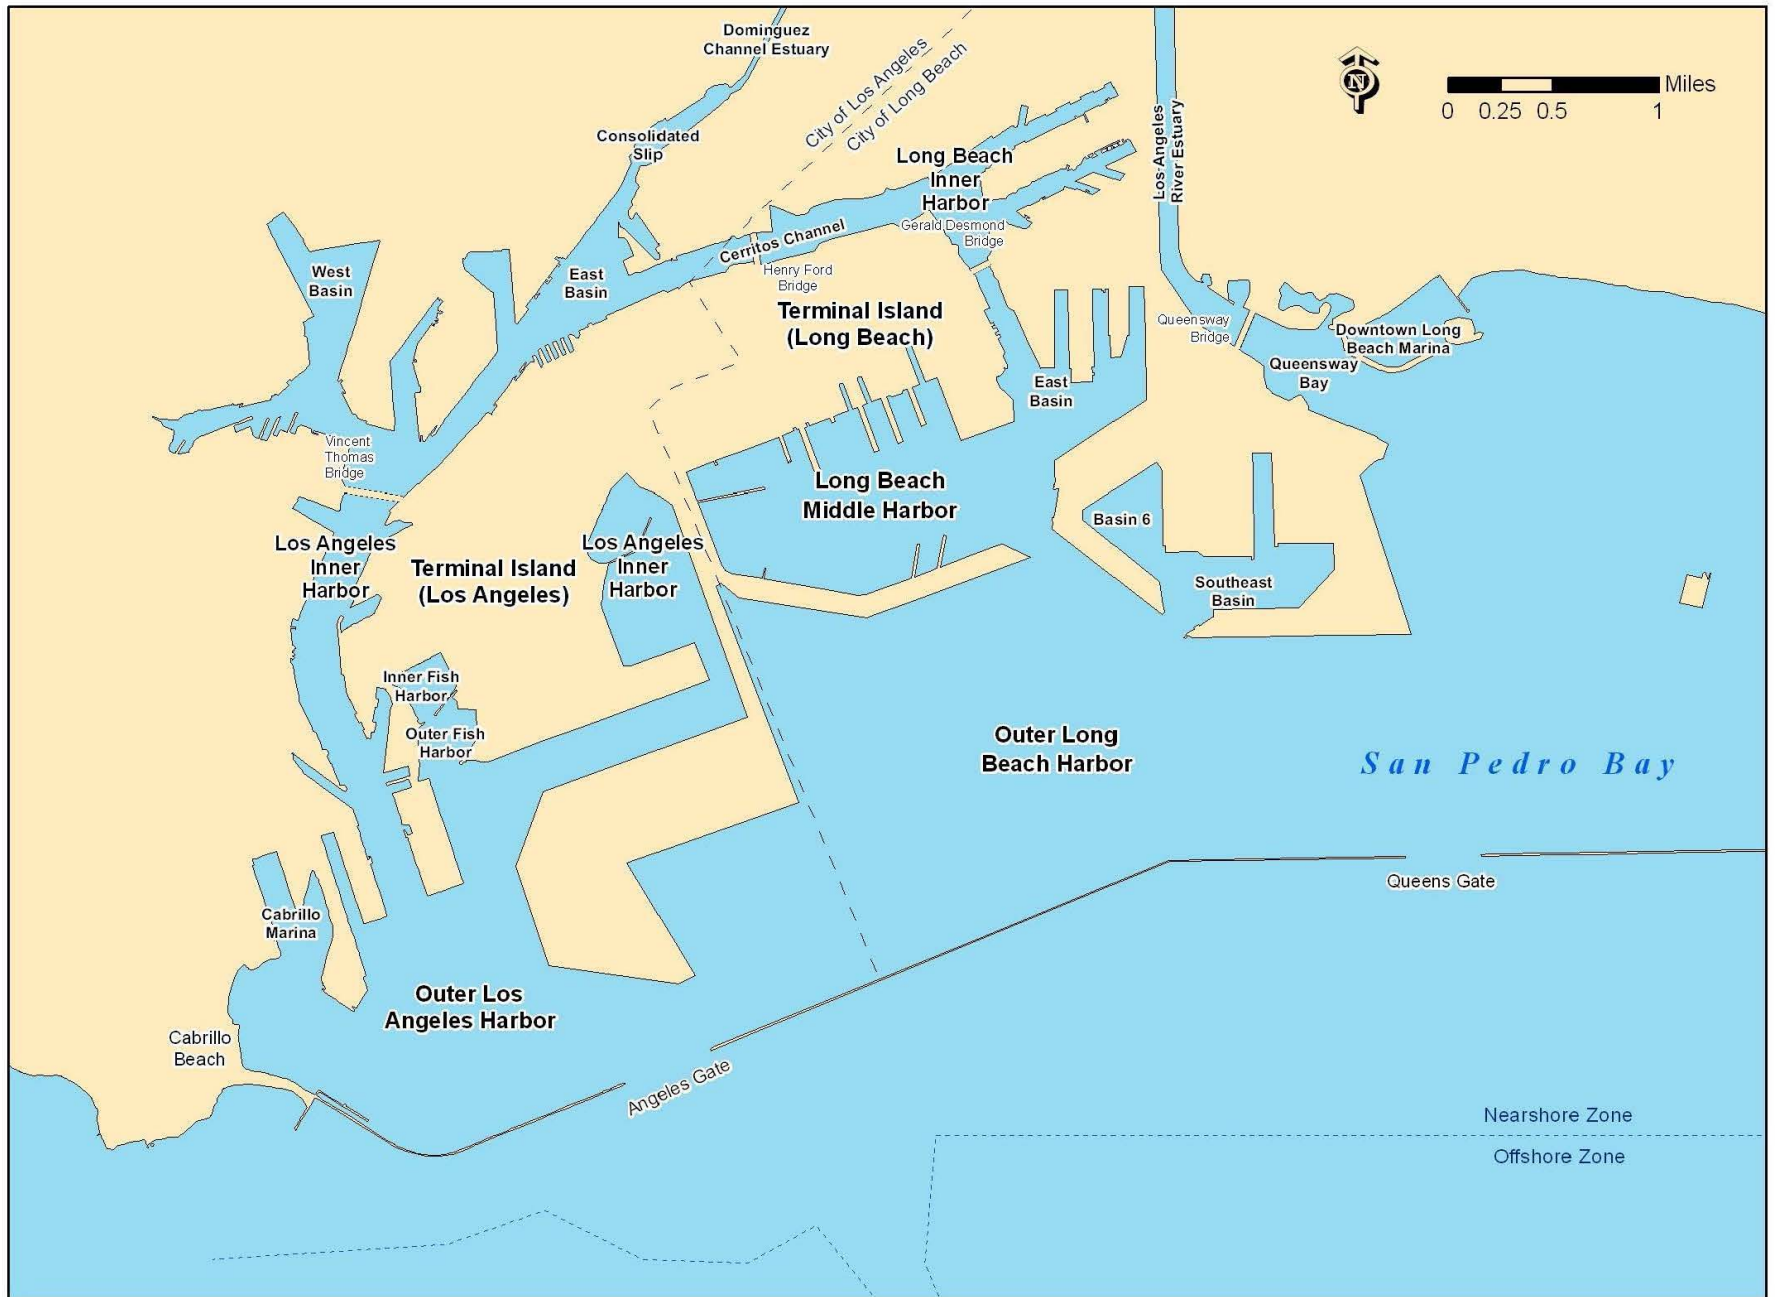 Dominguez
Channel Estuary
City of Los Angeles
City of Long Beach
N
Miles
0 0.25 0.5 1
Consolidated
Slip
Long Beach
Inner
Harbor
Los Angeles
River Estuary
Gerald Desmond
Bridge
Cerritos Channel
West
Basin
East
Basin
Henry Ford
Bridge
Terminal Island
(Long Beach)
Queensway
Bridge
Downtown Long
Beach Marina
Queensway
Bay
East
Basin
Vincent
Thomas
Bridge
Long Beach
Middle Harbor
Basin 6
Los Angeles
Inner
Harbor
Terminal Island
(Los Angeles)
Los Angeles
Inner
Harbor
Southeast
Basin
Inner Fish
Harbor
Outer Fish
Harbor
Outer Long
Beach Harbor
San Pedro Bay
Queens Gate
Cabrillo
Marina
Outer Los
Angeles Harbor
Cabrillo
Beach
Angeles Gate
Nearshore Zone
Offshore Zone